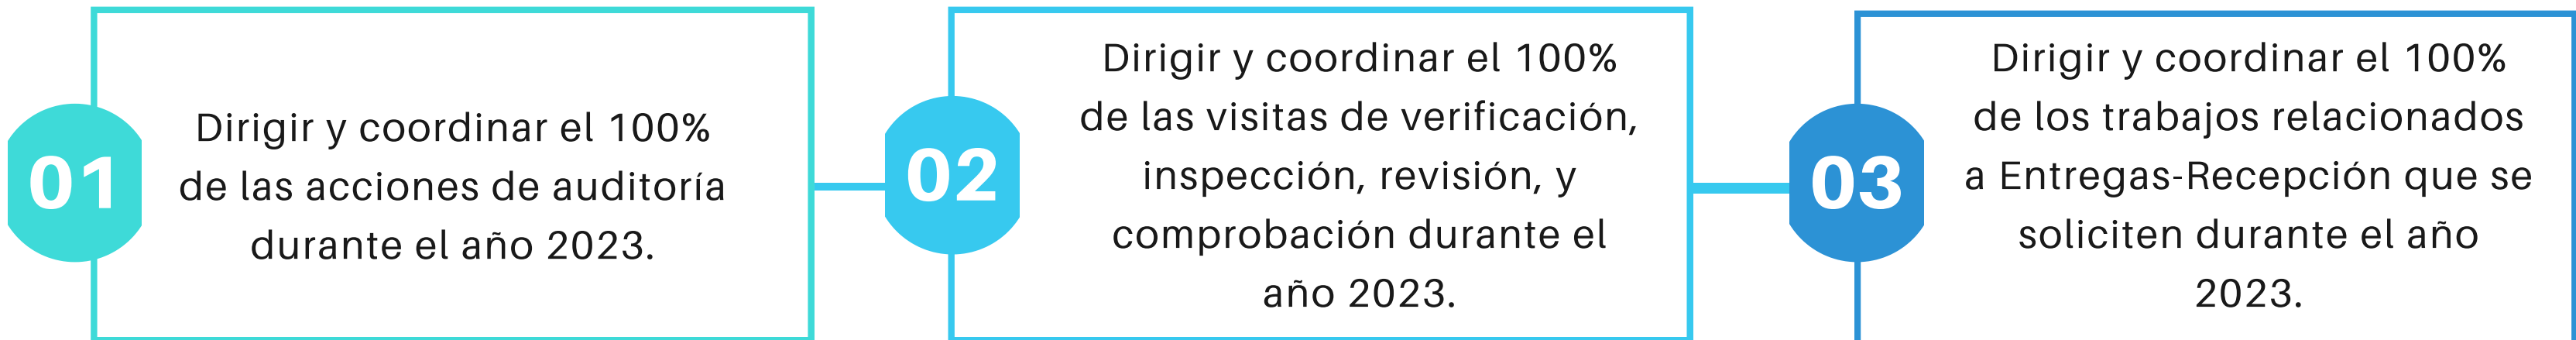 01
Dirigir y coordinar el 100%
de las acciones de auditoría
durante el año 2023.
02
Dirigir y coordinar el 100%
de las visitas de verificación,
inspección, revisión, y
comprobación durante el
año 2023.
03
Dirigir y coordinar el 100%
de los trabajos relacionados
a Entregas-Recepción que se
soliciten durante el año
2023.